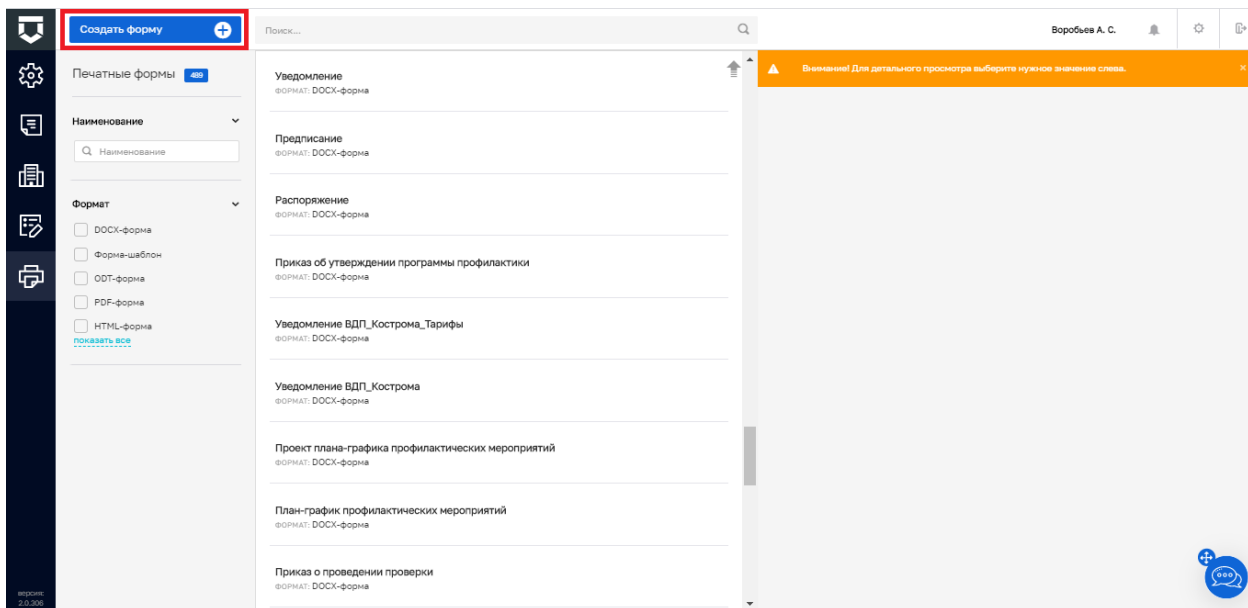 Создать форму
Поиск...
Воробьев А. С.
Печатные формы 489
Наименование
Наименование
Формат
DOCX-форма
Форма-шаблон
ODT-форма
PDF-форма
HTML-форма
показать все
Уведомление
ФОРМАТ: DOCX-форма
Предписание
ФОРМАТ: DOCX-форма
Распоряжение
ФОРМАТ: DOCX-форма
Приказ об утверждении программы профилактики
ФОРМАТ: DOCX-форма
Уведомление ВДП_Кострома_Тарифы
ФОРМАТ: DOCX-форма
Уведомление ВДП_Кострома
ФОРМАТ: DOCX-форма
Проект плана-графика профилактических мероприятий
ФОРМАТ: DOCX-форма
План-график профилактических мероприятий
ФОРМАТ: DOCX-форма
Приказ о проведении проверки
ФОРМАТ: DOCX-форма
Внимание! Для детального просмотра выберите нужное значение слева.
версия:
2.0.306